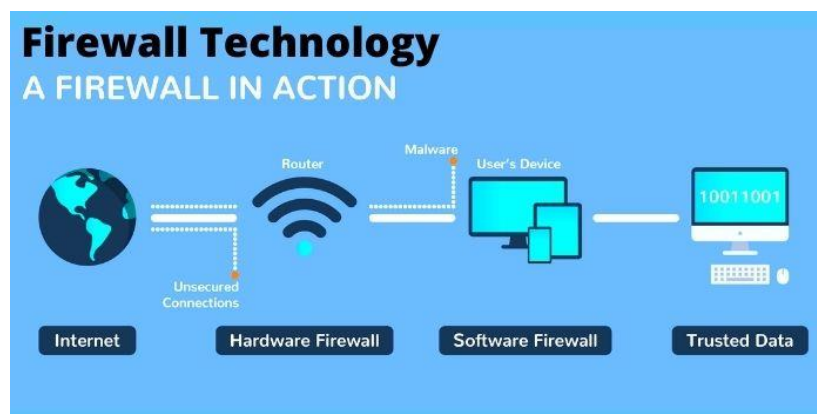 Firewall Technology
A FIREWALL IN ACTION
Malware
Router
User's Device
10011001
Unsecured
Connections
Internet
Hardware Firewall
Software Firewall
Trusted Data